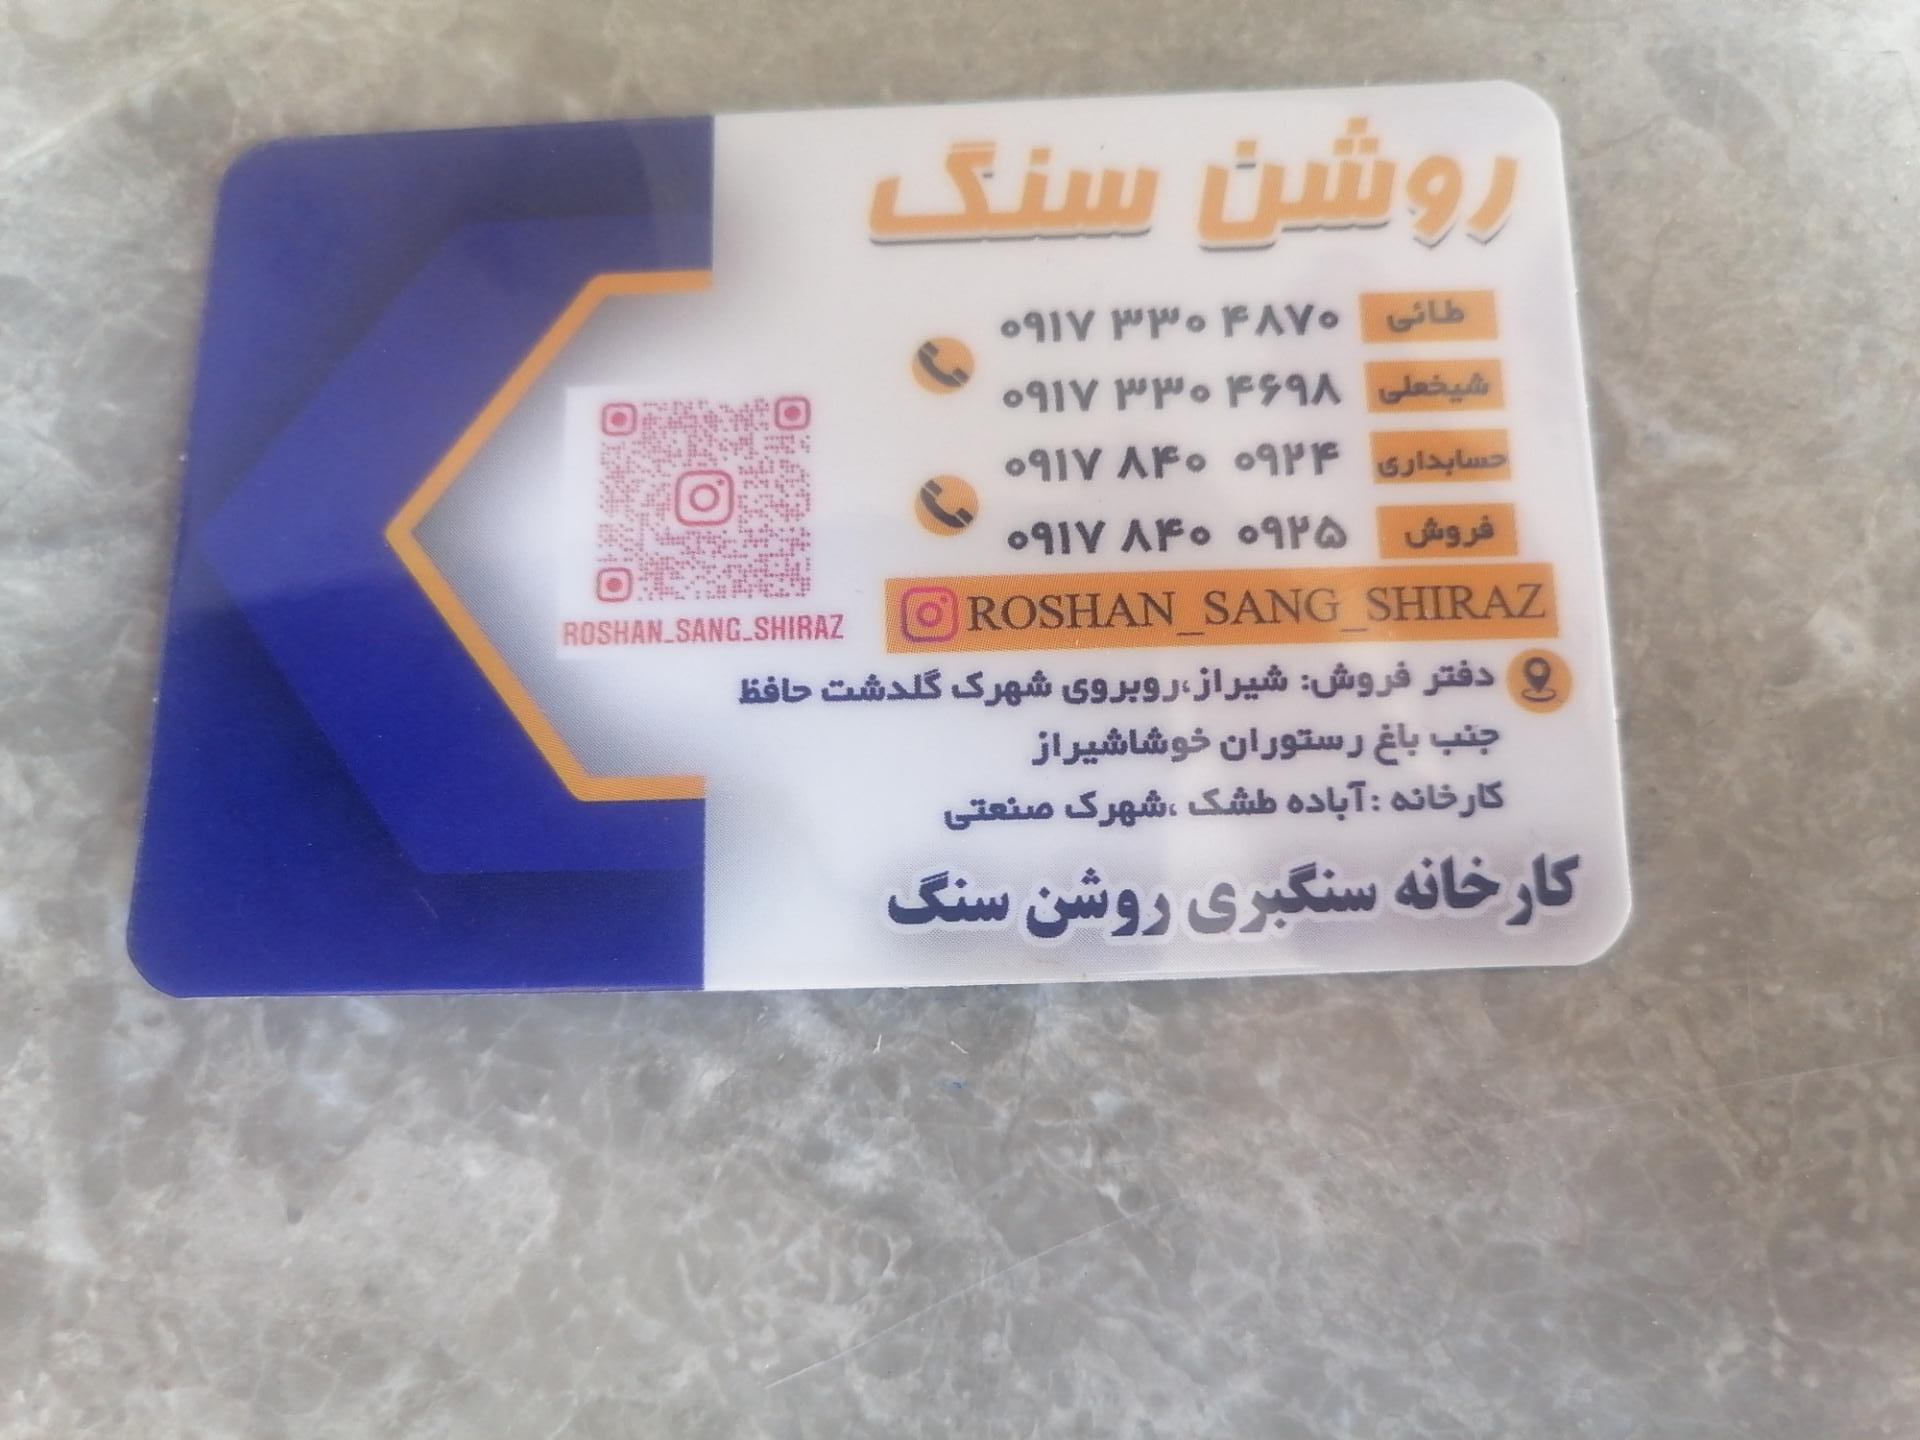 روشن سنگ
طائی ۰۹۱۷ ۳۳۰ ۴۸۷۰
شیخعلی ۰۹۱۷ ۳۳۰ ۴۶۹۸
حسابداری ۰۹۱۷ ۸۴۰ ۰۹۲۴
فروش ۰۹۱۷ ۸۴۰ ۰۹۲۵
ROSHAN_SANG_SHIRAZ
ROSHAN_SANG_SHIRAZ
دفتر فروش: شیراز،روبروی شهرک گلدشت حافظ
جنب باغ رستوران خوشاشیراز
کارخانه :آباده طشک ،شهرک صنعتی
کارخانه سنگبری روشن سنگ